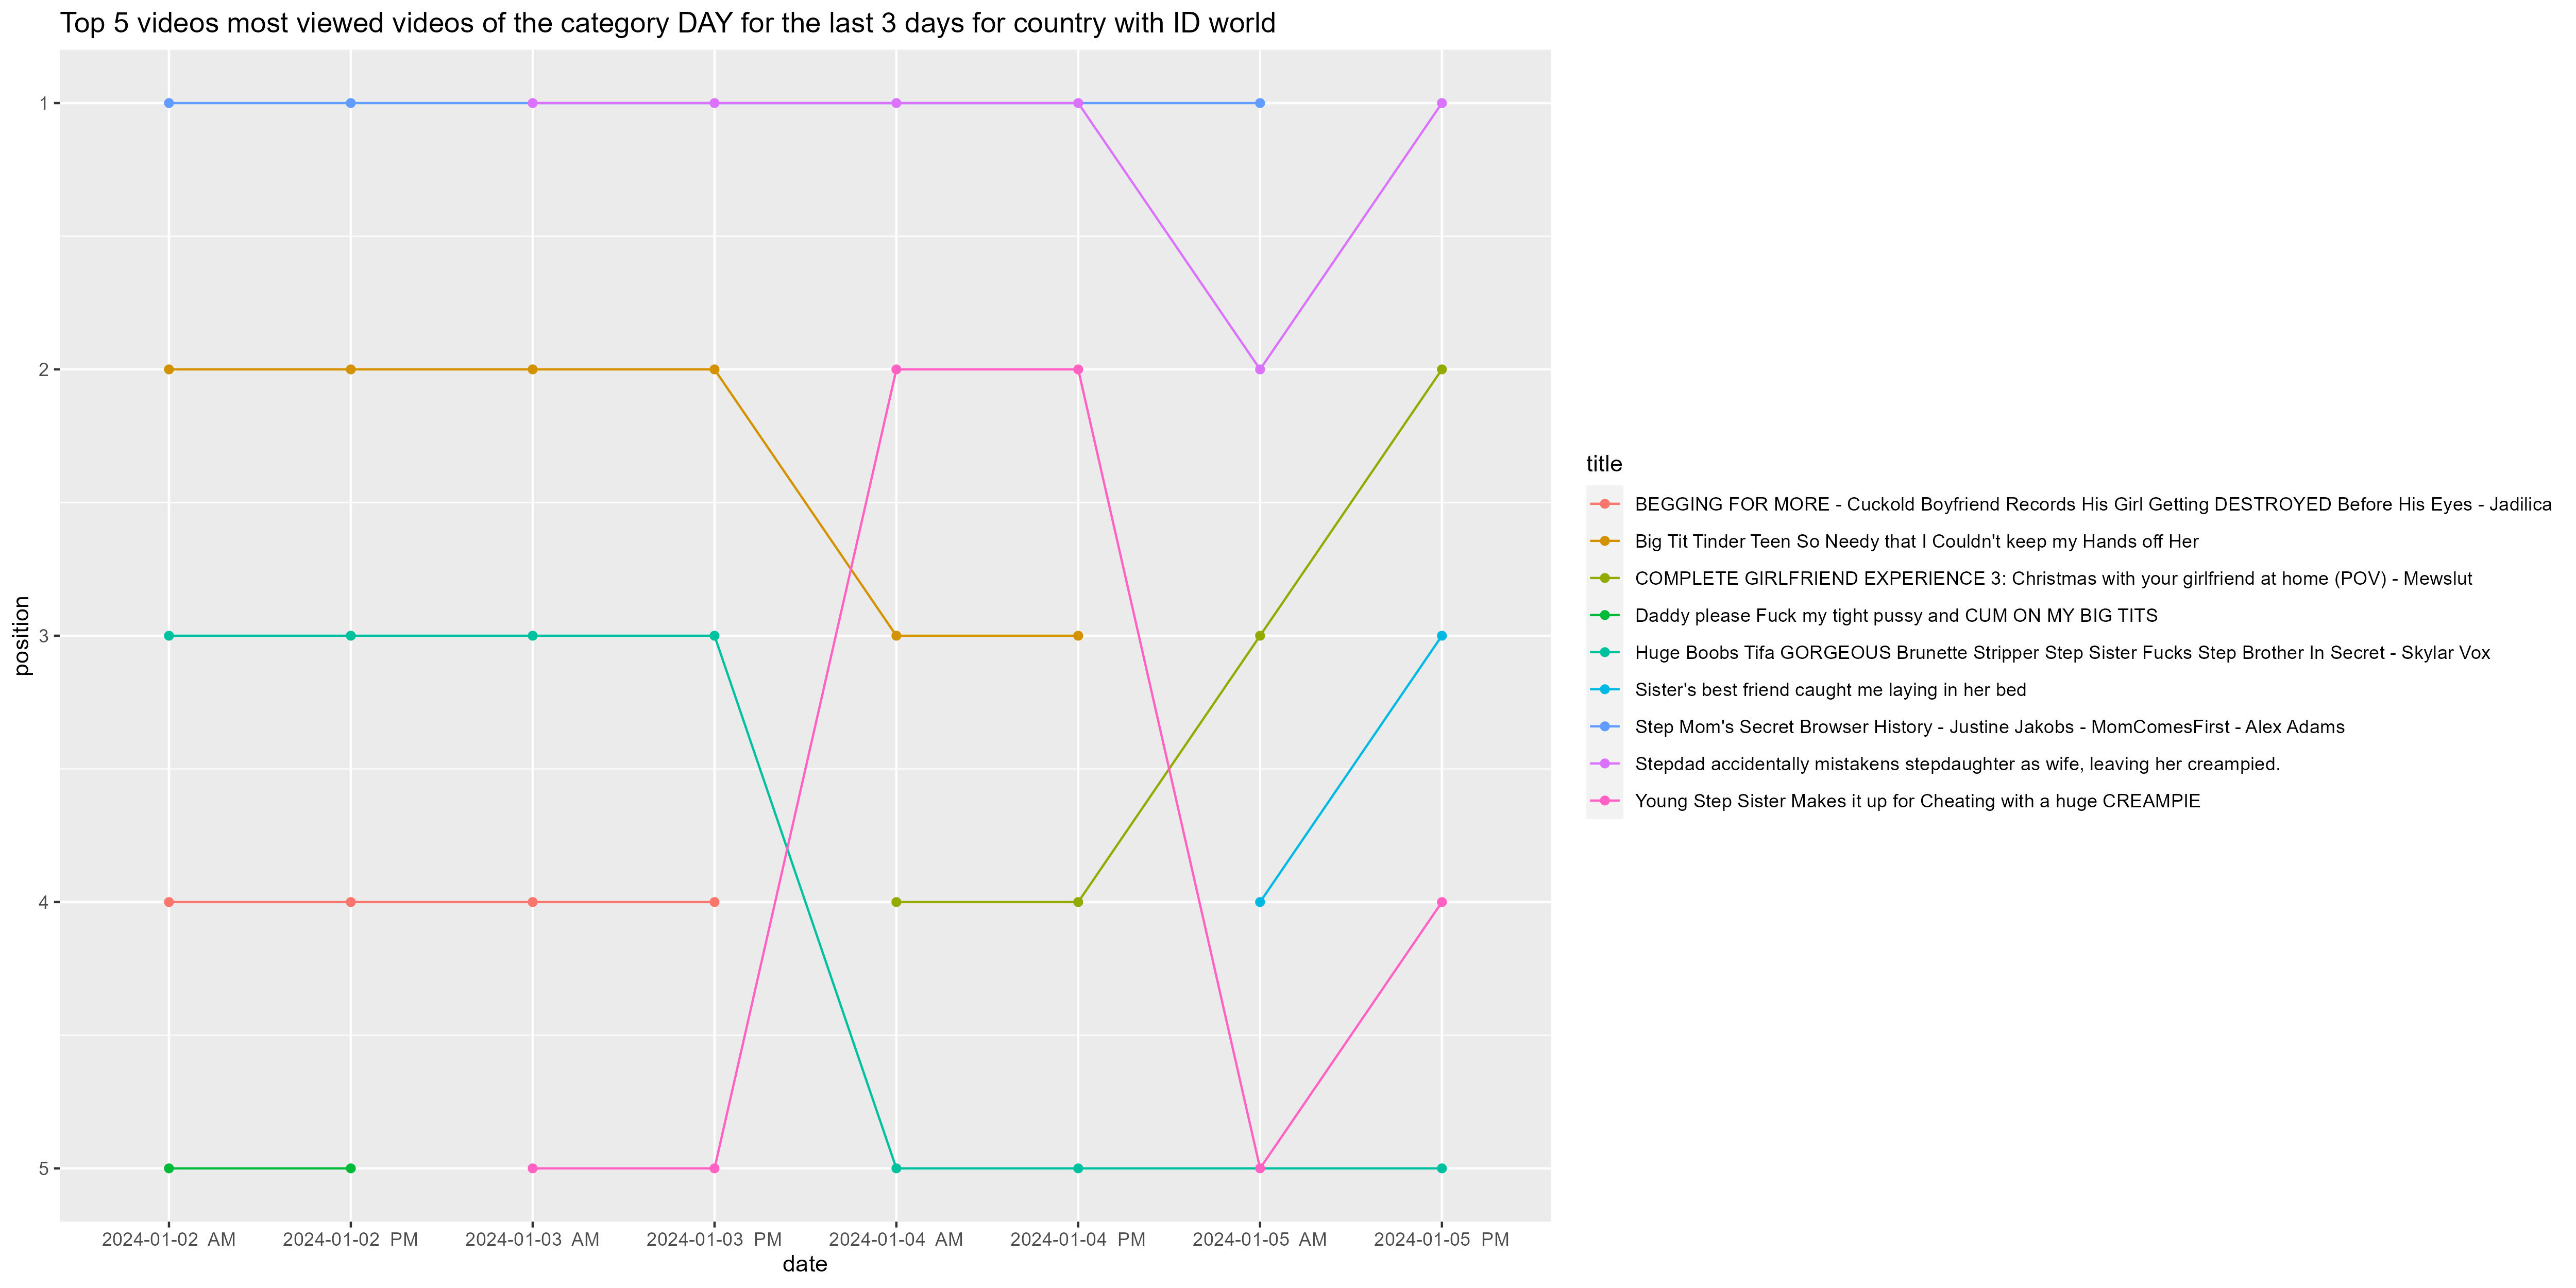 Top 5 videos most viewed videos of the category DAY for the last 3 days for country with ID world
position
1
2
3
4
5
2024-01-02 AM
2024-01-02 PM
2024-01-03 AM
2024-01-03 PM
2024-01-04 AM
2024-01-04 PM
2024-01-05 AM
2024-01-05 PM
date
title
BEGGING FOR MORE - Cuckold Boyfriend Records His Girl Getting DESTROYED Before His Eyes - Jadilica
Big Tit Tinder Teen So Needy that I Couldn't keep my Hands off Her
COMPLETE GIRLFRIEND EXPERIENCE 3: Christmas with your girlfriend at home (POV) - Mewslut
Daddy please Fuck my tight pussy and CUM ON MY BIG TITS
Huge Boobs Tifa GORGEOUS Brunette Stripper Step Sister Fucks Step Brother In Secret - Skylar Vox
Sister's best friend caught me laying in her bed
Step Mom's Secret Browser History - Justine Jakobs - MomComesFirst - Alex Adams
Stepdad accidentally mistakens stepdaughter as wife, leaving her creampied.
Young Step Sister Makes it up for Cheating with a huge CREAMPIE